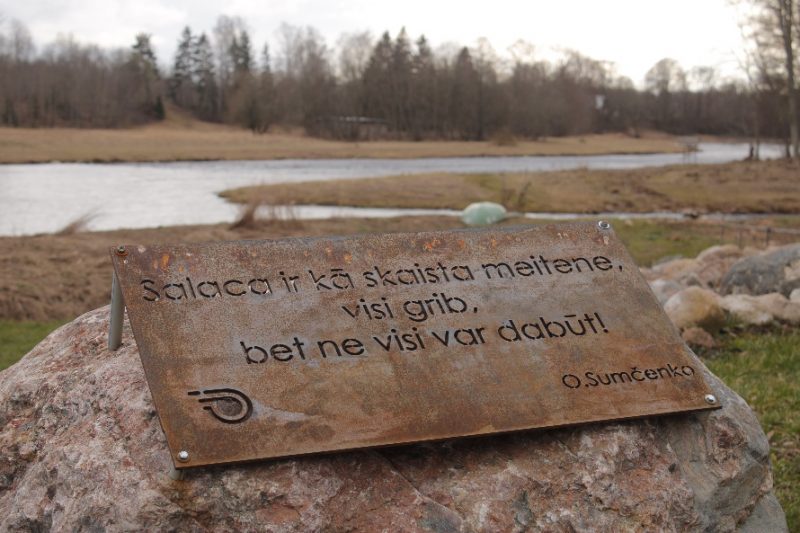 Salaca ir kā skaista meitene,
visi grib,
bet ne visi var dabūt!
O.Sumčenko